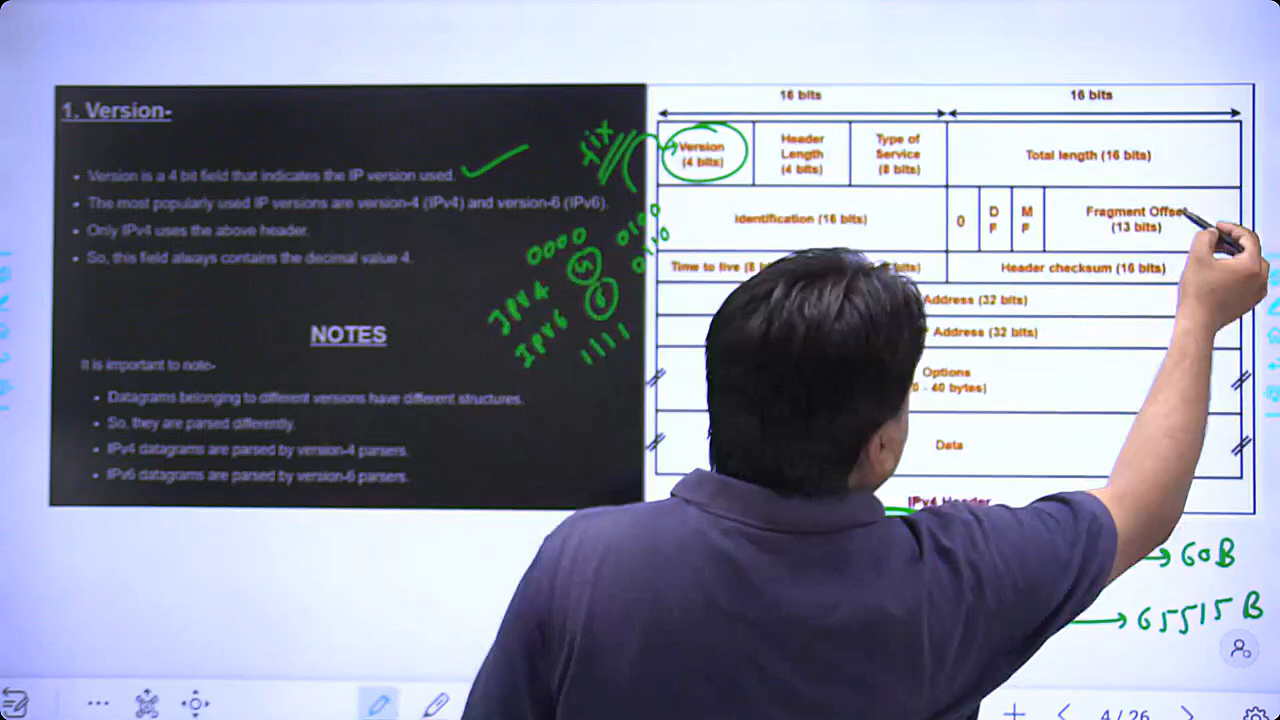 1. Version-
Version is a 4 bit field that indicates the IP version used.
The most popularly used IP versions are version-4 (IPv4) and version-6 (IPv6).
Only IPv4 uses the above header.
So, this field always contains the decimal value 4.
NOTES
It is important to note-
Datagrams belonging to different versions have different structures.
So, they are parsed differently.
IPv4 datagrams are parsed by version-4 parsers.
IPv6 datagrams are parsed by version-6 parsers.
fix
0000
IPV4
IPV6
6
1111
0100
0110
16 bits 16 bits
Version (4 bits)
Header Length (4 bits)
Type of Service (8 bits)
Total length (16 bits)
Identification (16 bits)
0
D F
M F
Fragment Offset (13 bits)
Time to live (8
Header checksum (16 bits)
Address (32 bits)
Address (32 bits)
Options
- 40 bytes)
Data
IPv4 Header
60B
65515 B
4/26